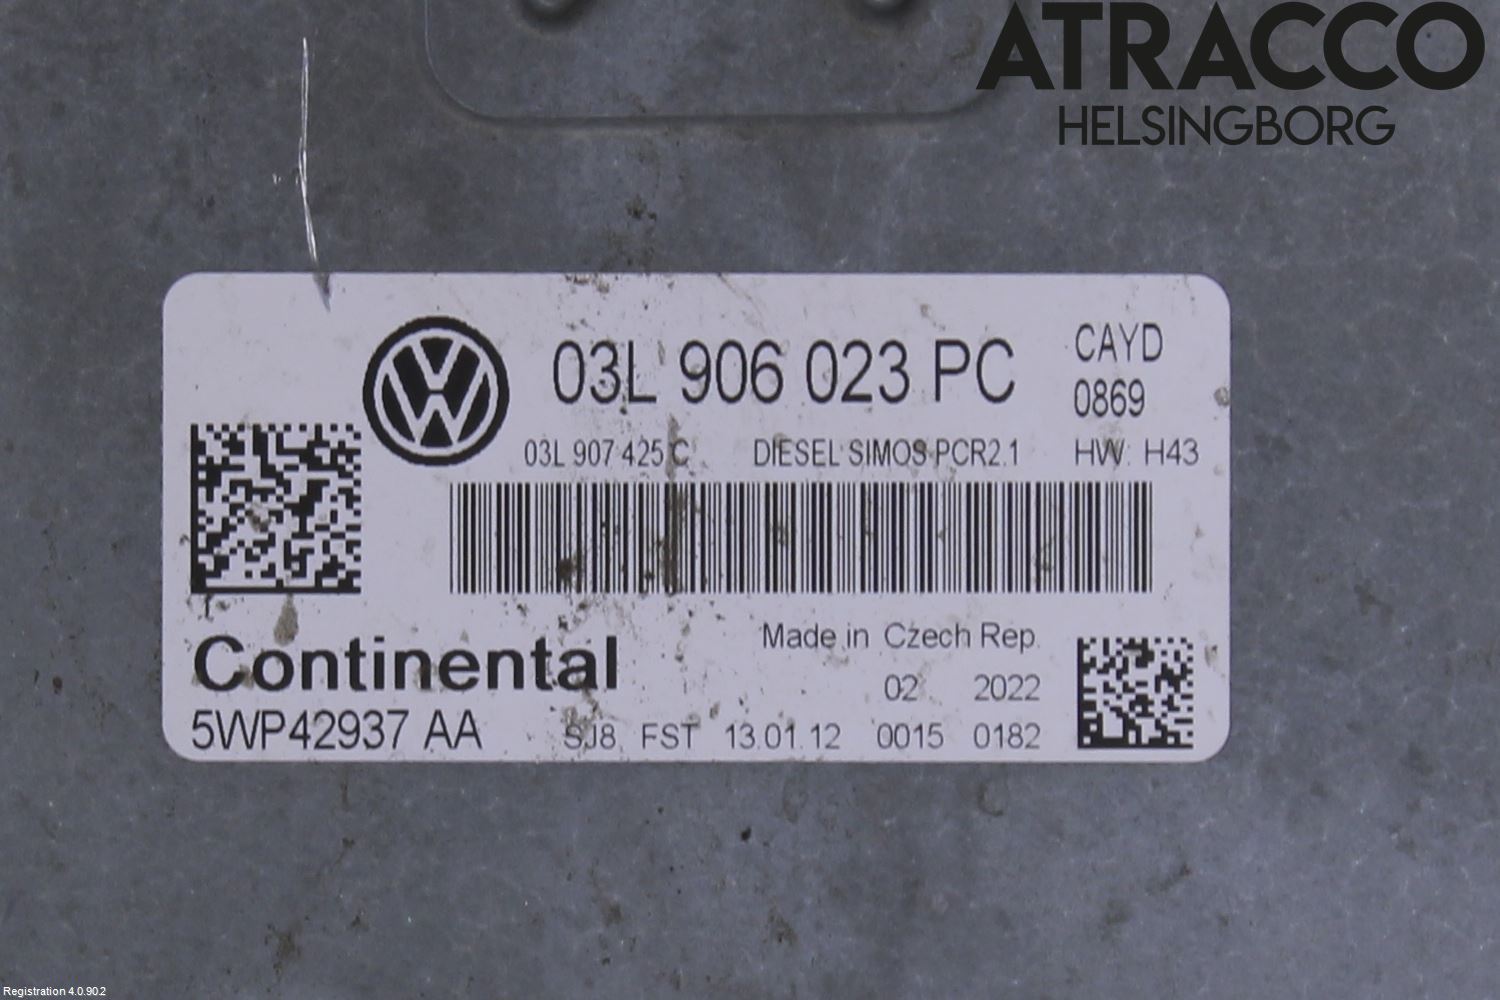 ATRACCO
HELSINGBORG
03L 906 023 PC
CAYD
0869
03L 907 425 C DIESEL SIMOS PCR2.1 HW: H43
Continental
Made in Czech Rep.
02 2022
5WP42937 AA SJ8 FST 13.01.12 0015 0182
Registration 4.0.90.2